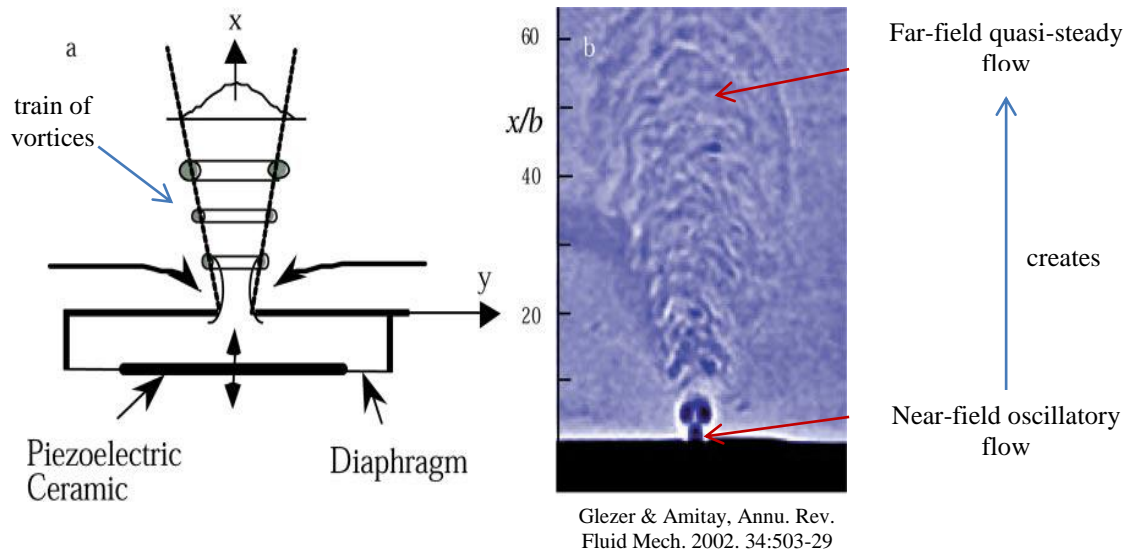 a
x
train of
vortices
y
Piezoelectric
Ceramic
Diaphragm
60
b
x/b
40
20
Glezer & Amitay, Annu. Rev.
Fluid Mech. 2002. 34:503-29
Far-field quasi-steady
flow
creates
Near-field oscillatory
flow